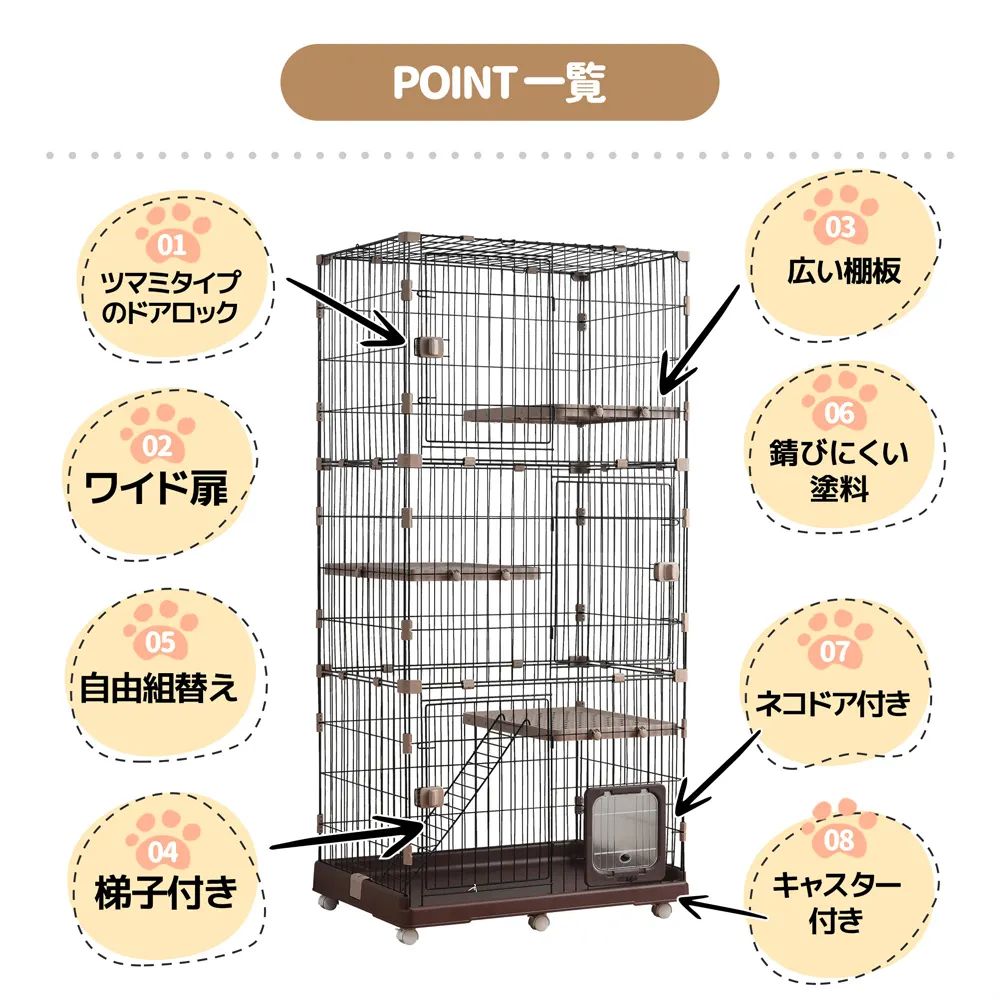 POINT一覧
01
ツマミタイプ
のドアロック
02
ワイド扉
03
広い棚板
06
錆びにくい
塗料
05
自由組替え
07
ネコドア付き
04
梯子付き
08
キャスター
付き